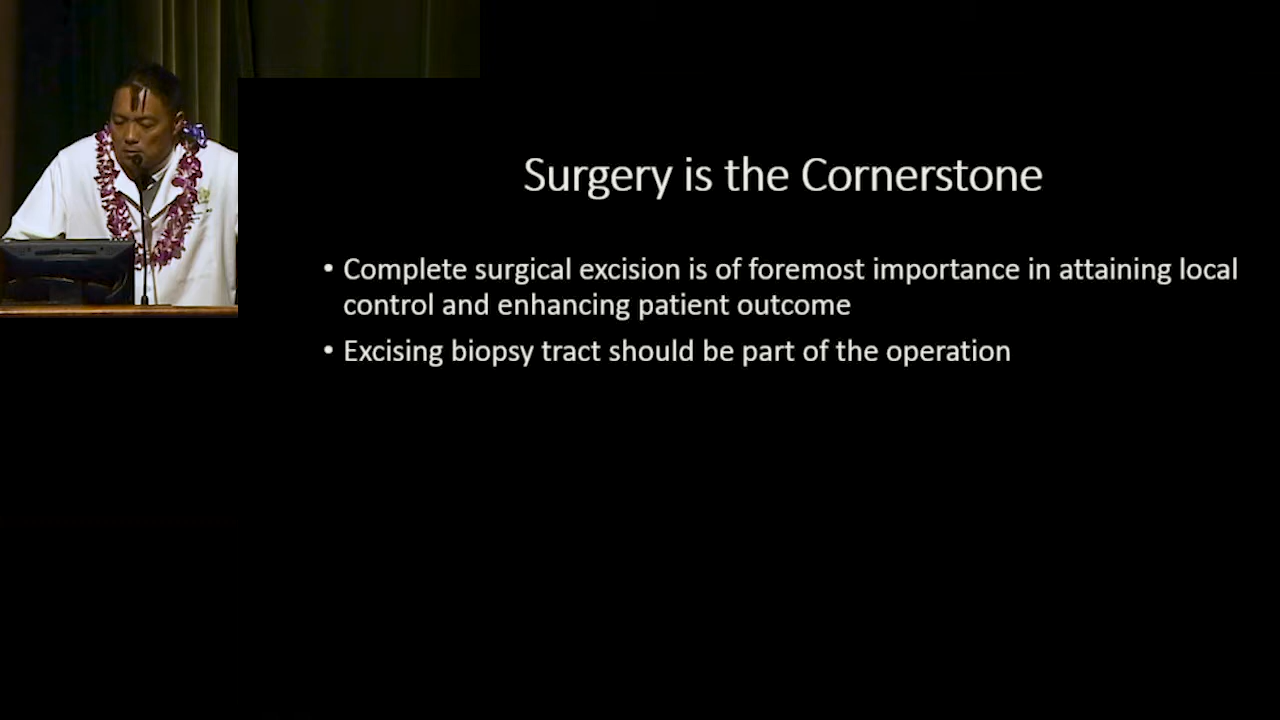 Surgery is the Cornerstone
• Complete surgical excision is of foremost importance in attaining local
control and enhancing patient outcome
• Excising biopsy tract should be part of the operation